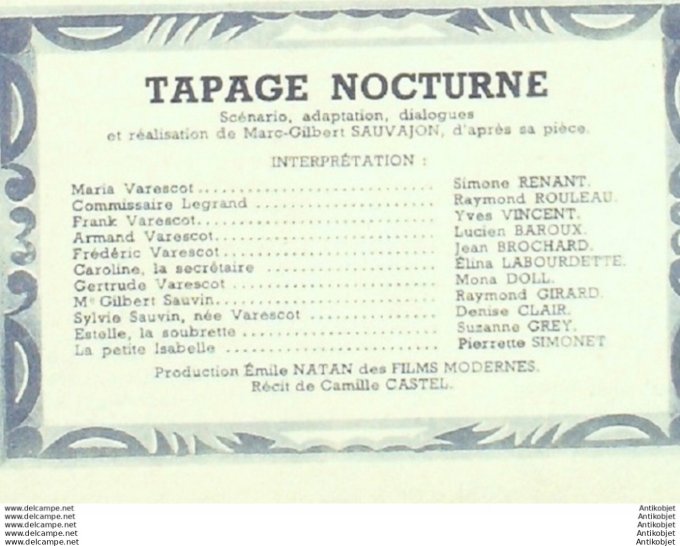 TAPAGE NOCTURNE
Scénario, adaptation, dialogues
et réalisation de Marc-Gilbert SAUVAJON, d'après sa pièce.
INTERPRÉTATION :
Maria Varescot.............................. Simone RENANT.
Commissaire Legrand ...................... Raymond ROULEAU.
Frank Varescot.............................. Yves VINCENT.
Armand Varescot............................ Lucien BAROUX.
Frédéric Varescot........................... Jean BROCHARD.
Caroline, la secrétaire ..................... Élina LABOURDETTE.
Gertrude Varescot .......................... Mona DOLL.
Me Gilbert Sauvin........................... Raymond GIRARD.
Sylvie Sauvin, née Varescot ............... Denise CLAIR.
Estelle, la soubrette ........................ Suzanne GREY.
La petite Isabelle .......................... Pierrette SIMONET
Production Émile NATAN des FILMS MODERNES.
Récit de Camille CASTEL.
www.delcampe.net Antikobjet
www.delcampe.net Antikobjet
www.delcampe.net Antikobjet
www.delcampe.net Antikobjet
www.delcampe.net Antikobjet